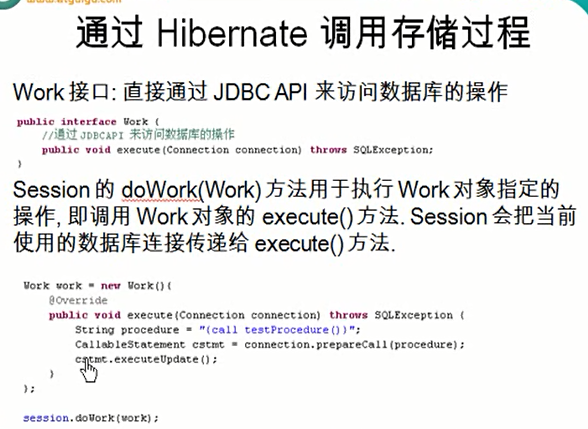 通过 Hibernate 调用存储过程
Work 接口: 直接通过 JDBC API 来访问数据库的操作
public interface Work {
//通过 JDBCAPI 来访问数据库的操作
public void execute(Connection connection) throws SQLException;
}
Session 的 doWork(Work) 方法用于执行 Work 对象指定的
操作, 即调用 Work 对象的 execute() 方法. Session 会把当前
使用的数据库连接传递给 execute() 方法.
Work work = new Work(){
@Override
public void execute(Connection connection) throws SQLException {
String procedure = "{call testProcedure()}";
CallableStatement cstmt = connection.prepareCall(procedure);
cstmt.executeUpdate();
}
};
session.doWork(work);